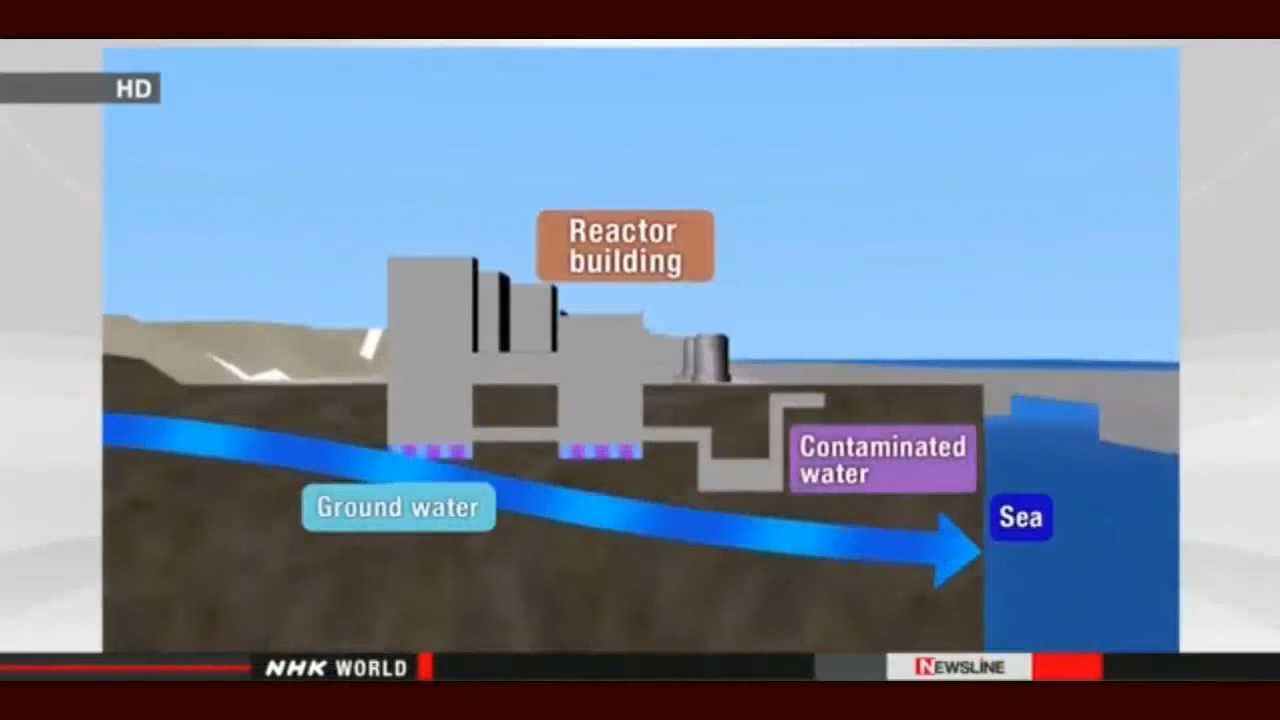 HD
Reactor
building
Contaminated
water
Ground water
Sea
NHK WORLD
NEWSLINE